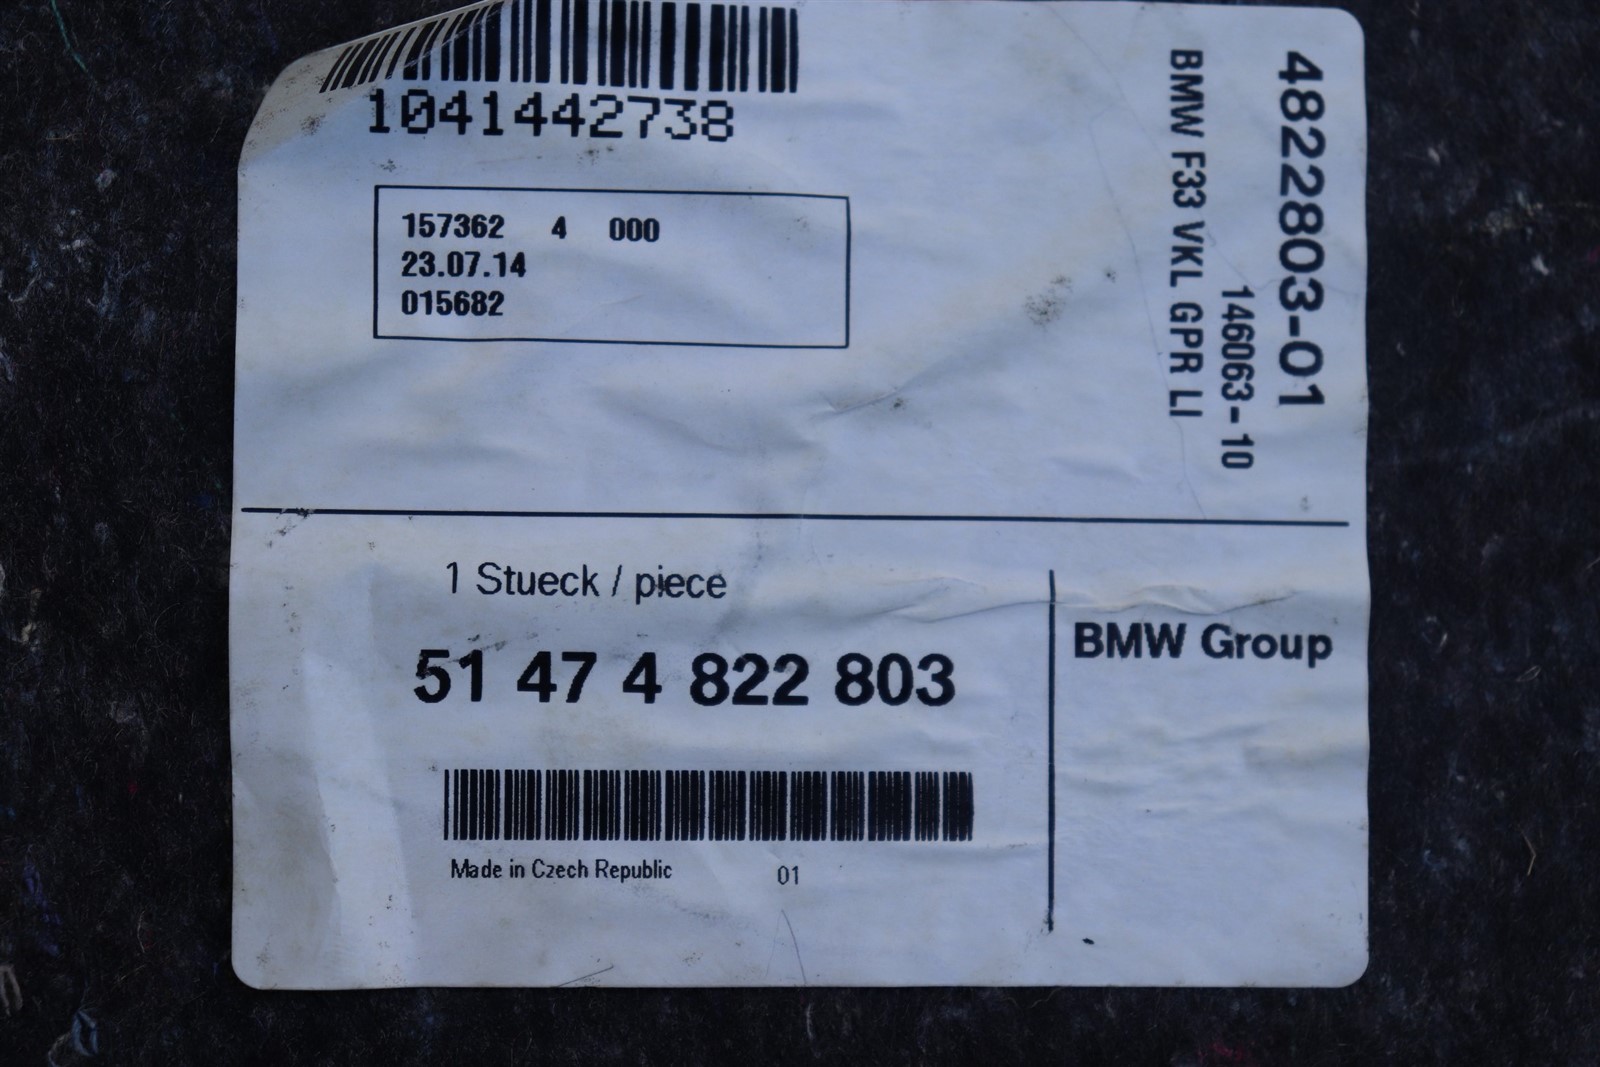 1041442738
157362 4 000
23.07.14
015682
4822803-01
146063-10
BMW F33 VKL GPR LI
1 Stueck / piece
51 47 4 822 803
BMW Group
Made in Czech Republic 01